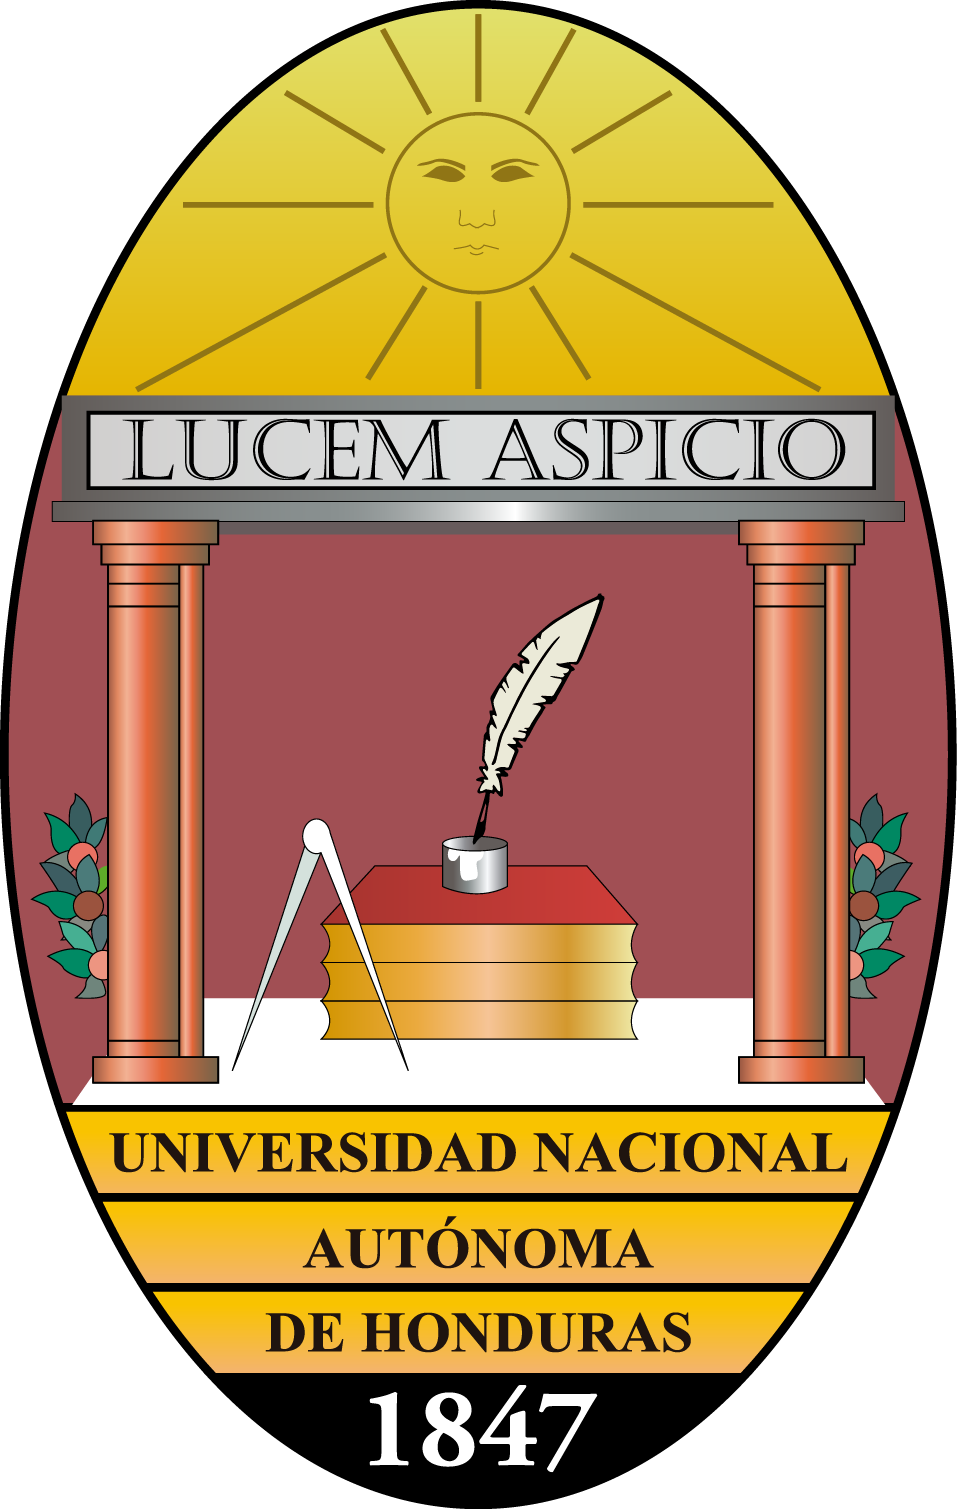 LUCEM ASPICIO
UNIVERSIDAD NACIONAL
AUTÓNOMA
DE HONDURAS
1847